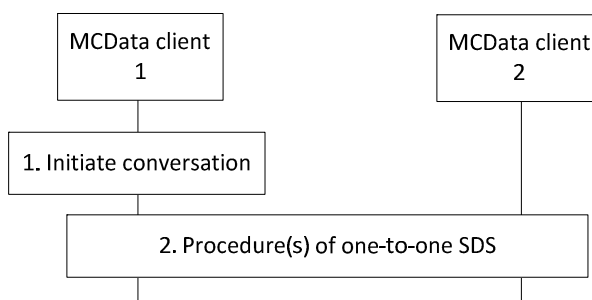 MCData client
1
MCData client
2
1. Initiate conversation
2. Procedure(s) of one-to-one SDS